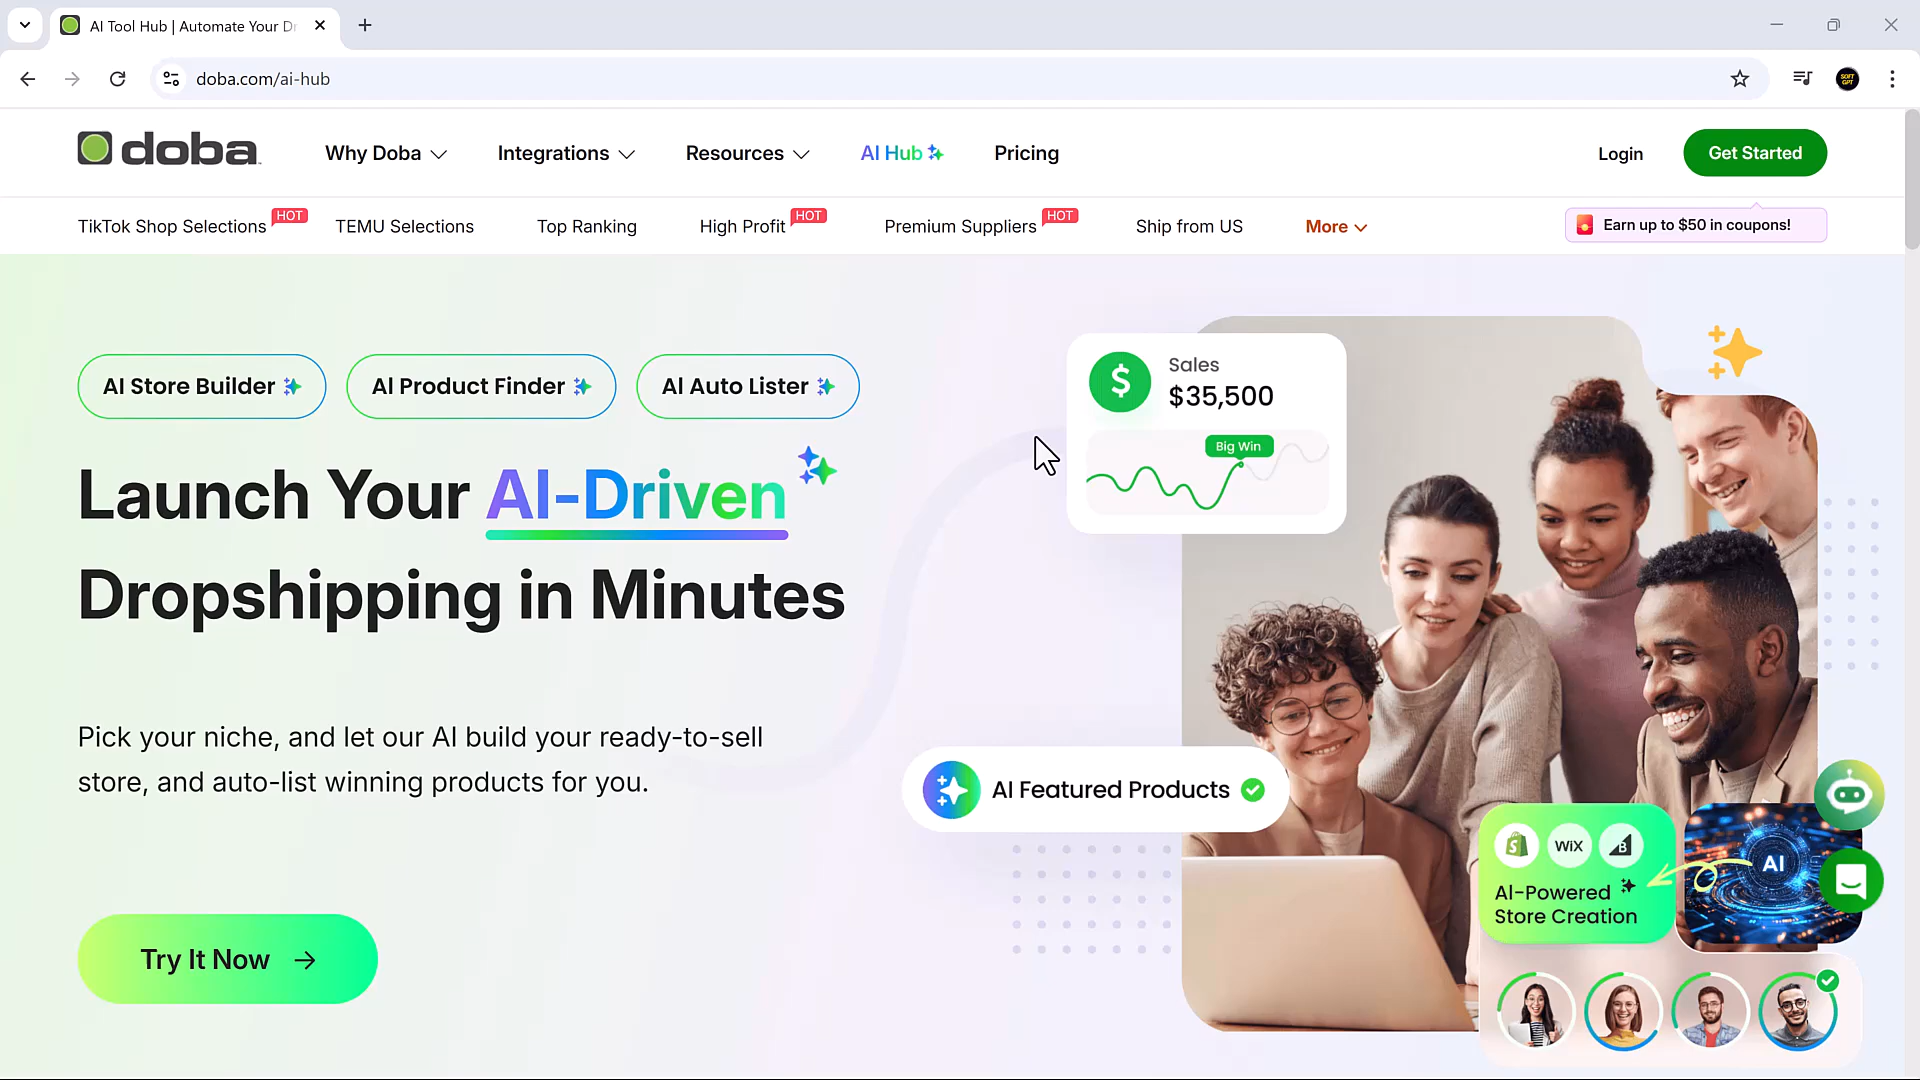 AI Tool Hub | Automate Your Dr
doba.com/ai-hub
SOFT
GPT
doba
Why Doba
Integrations
Resources
AI Hub
Pricing
Login
Get Started
TikTok Shop Selections
HOT
TEMU Selections
Top Ranking
High Profit
HOT
Premium Suppliers
HOT
Ship from US
More
Earn up to $50 in coupons!
AI Store Builder
AI Product Finder
AI Auto Lister
Launch Your AI-Driven
Dropshipping in Minutes
Pick your niche, and let our AI build your ready-to-sell
store, and auto-list winning products for you.
Try It Now
$
Sales
$35,500
Big Win
AI Featured Products
WiX
B
AI-Powered
Store Creation
AI